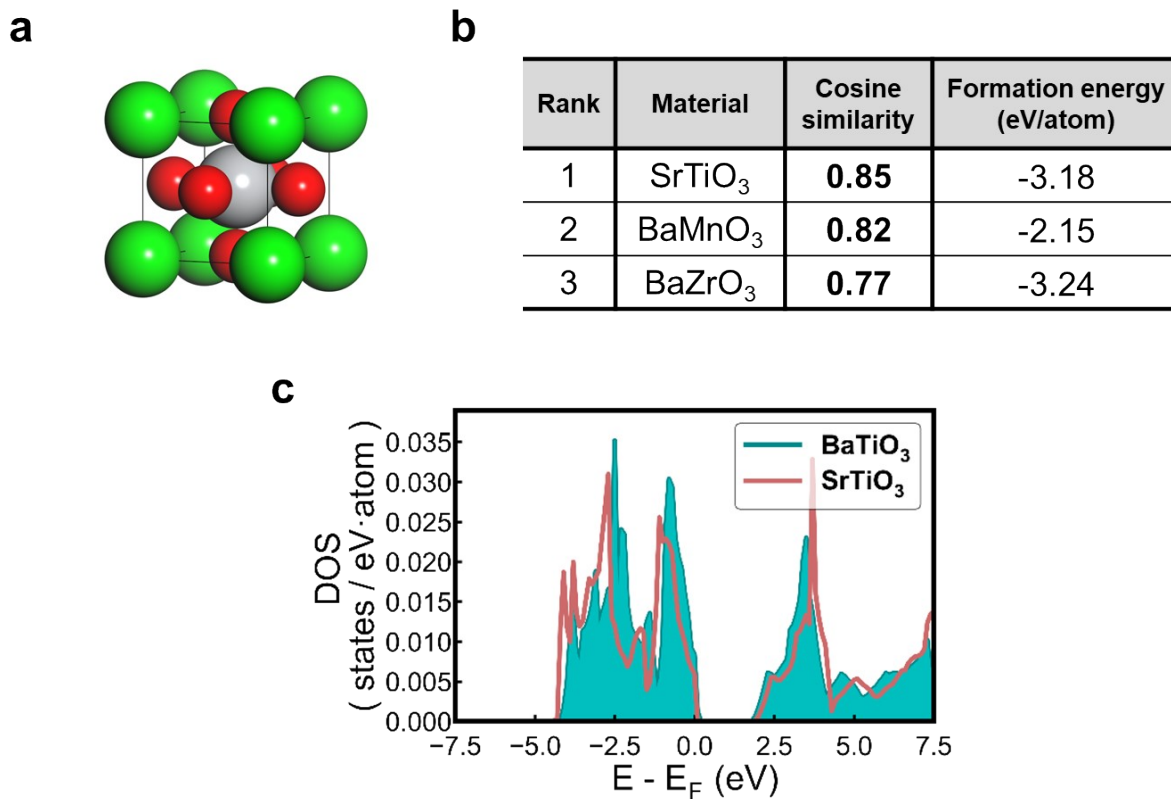 a
b
Rank Material Cosine similarity Formation energy (eV/atom)
1 SrTiO₃ 0.85 -3.18
2 BaMnO₃ 0.82 -2.15
3 BaZrO₃ 0.77 -3.24
c
DOS
( states / eV·atom )
0.035
0.030
0.025
0.020
0.015
0.010
0.005
0.000
BaTiO₃
SrTiO₃
−7.5 −5.0 −2.5 0.0 2.5 5.0 7.5
E - E_F (eV)